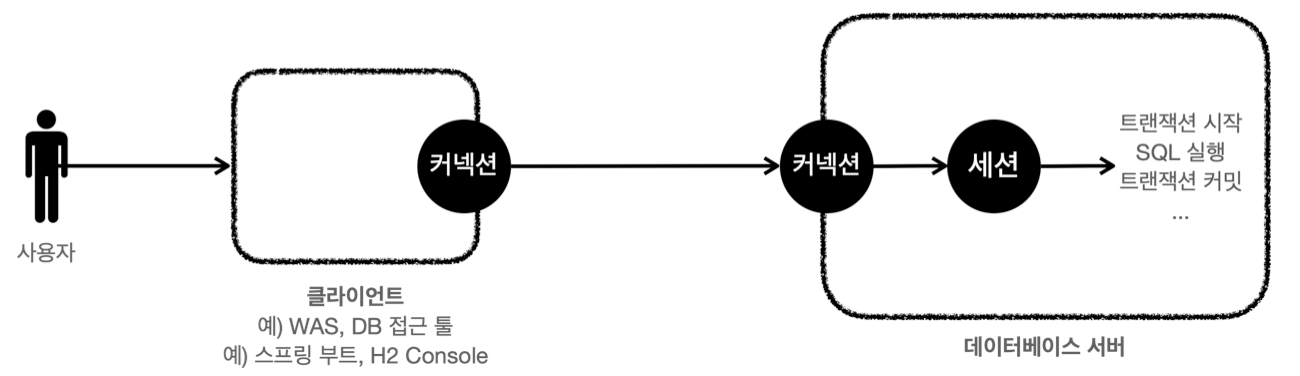 커넥션
커넥션
세션
트랜잭션 시작
SQL 실행
트랜잭션 커밋
...
사용자
클라이언트
예) WAS, DB 접근 툴
예) 스프링 부트, H2 Console
데이터베이스 서버